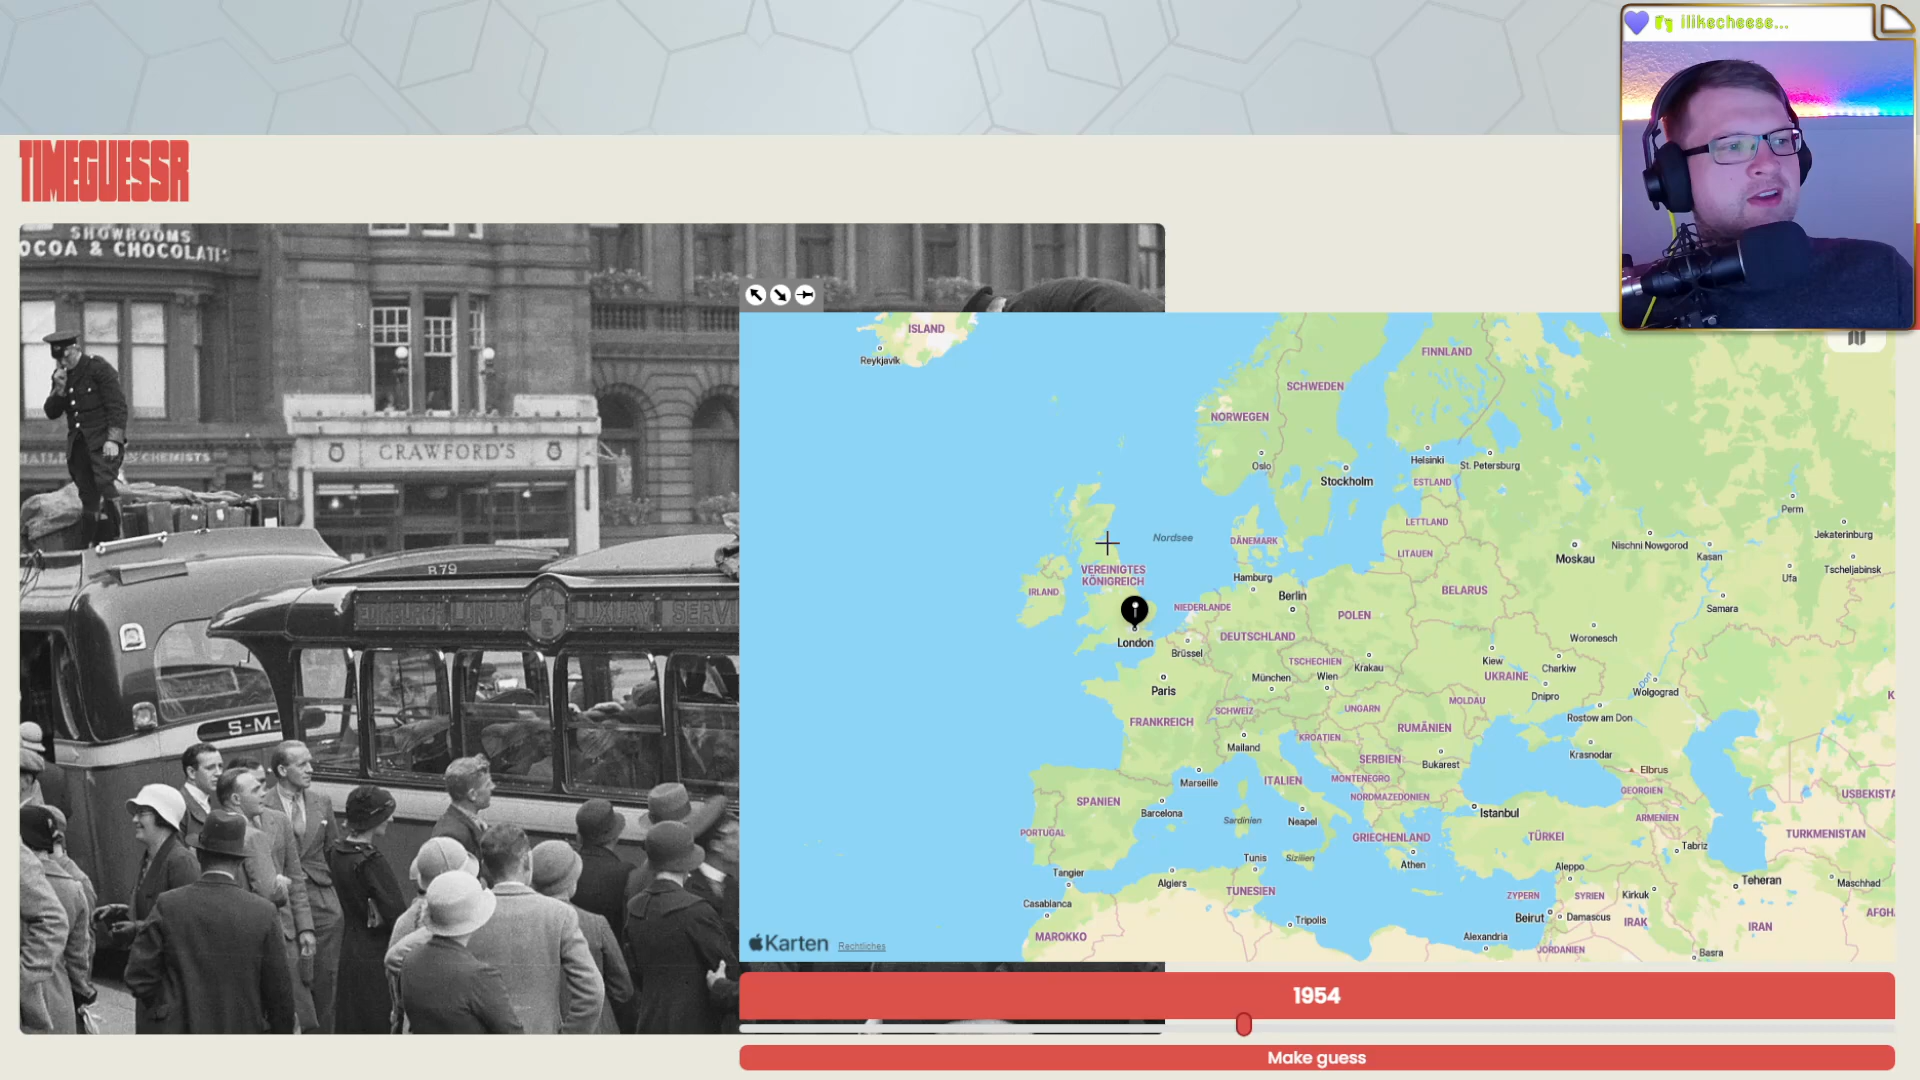 ilikecheese...
TIMEGUESSR
SHOWROOMS
OCOA & CHOCOLAT
CRAWFORD'S
CHEMISTS
R79
LUXURY SERV
S-M-
ISLAND
Reykjavík
FINNLAND
SCHWEDEN
NORWEGEN
Oslo
Helsinki
St. Petersburg
Stockholm
ESTLAND
Perm
Jekaterinburg
LETTLAND
Nordsee
DÄNEMARK
Moskau
Nischni Nowgorod
Kasan
LITAUEN
Ufa
Tscheljabinsk
VEREINIGTES
KÖNIGREICH
Hamburg
IRLAND
Berlin
BELARUS
Samara
NIEDERLANDE
POLEN
London
DEUTSCHLAND
Woronesch
Brüssel
TSCHECHIEN
Krakau
Kiew
Charkiw
München
Wien
UKRAINE
Paris
Dnipro
Don
Wolgograd
SCHWEIZ
UNGARN
MOLDAU
Rostow am Don
FRANKREICH
RUMÄNIEN
KROATIEN
Mailand
SERBIEN
Bukarest
Krasnodar
Marseille
ITALIEN
MONTENEGRO
Elbrus
NORDMAZEDONIEN
GEORGIEN
USBEKISTA
SPANIEN
Barcelona
Sardinien
Neapel
Istanbul
ARMENIEN
PORTUGAL
GRIECHENLAND
TÜRKEI
TURKMENISTAN
Tunis
Sizilien
Athen
Tabriz
Tangier
Algiers
Aleppo
Teheran
Maschhad
TUNESIEN
ZYPERN
SYRIEN
Kirkuk
Casablanca
Tripolis
Beirut
Damascus
IRAK
AFGH
MAROKKO
Alexandria
IRAN
JORDANIEN
Basra
Karten
Rechtliches
1954
Make guess